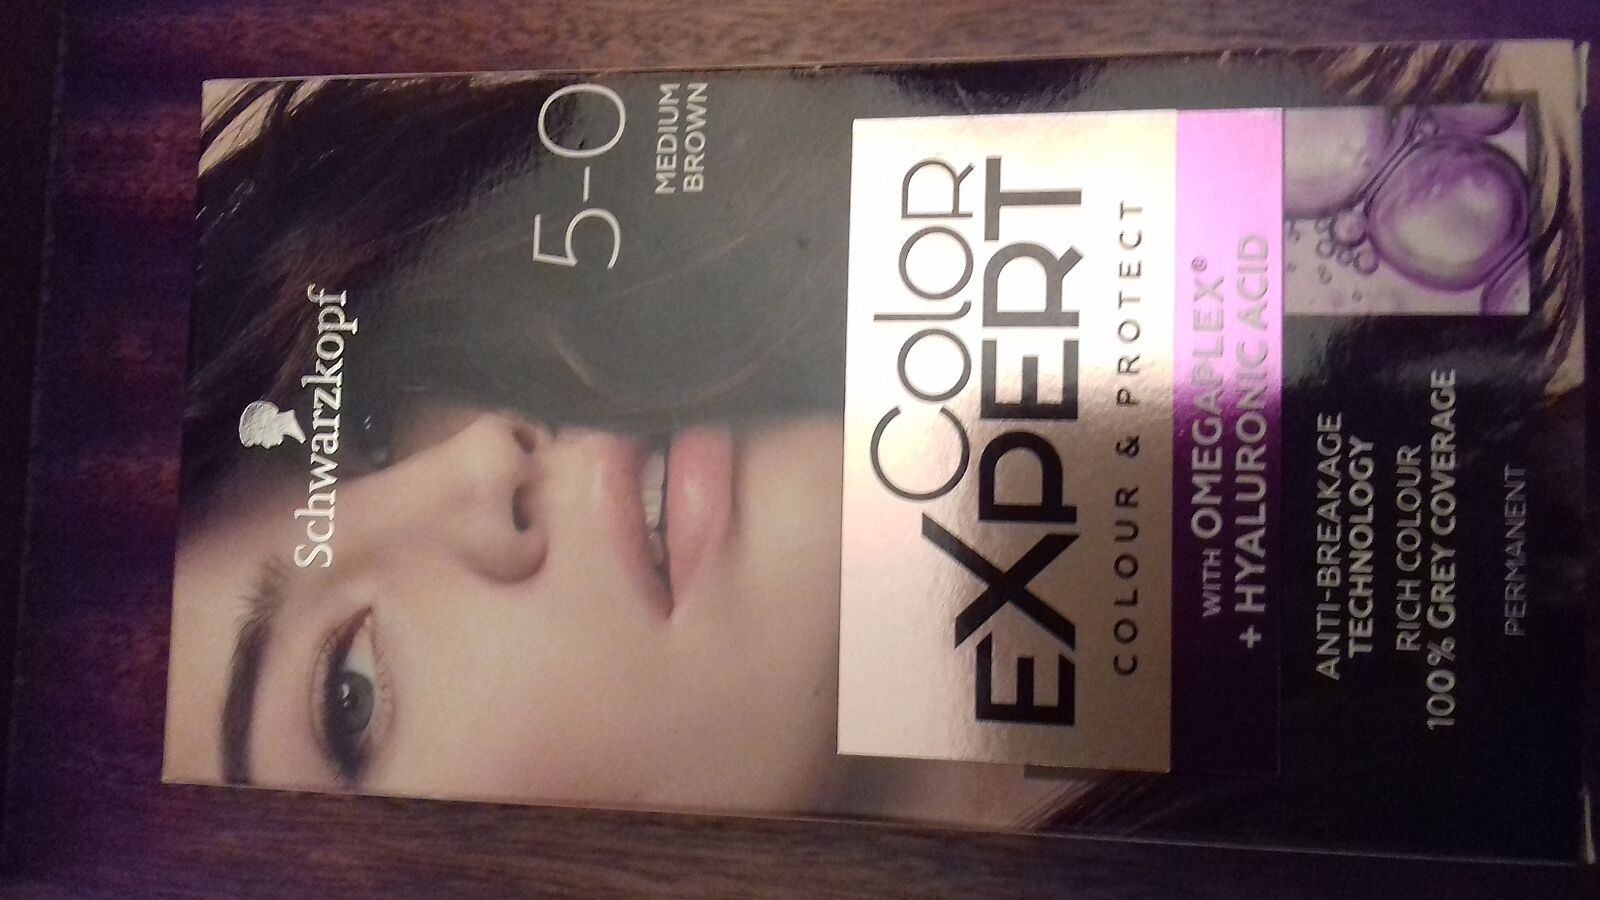 Schwarzkopf
5-0
MEDIUM
BROWN
Color
EXPERT
COLOUR & PROTECT
WITH OMEGAPLEX®
+ HYALURONIC ACID
ANTI-BREAKAGE
TECHNOLOGY
RICH COLOUR
100% GREY COVERAGE
PERMANENT